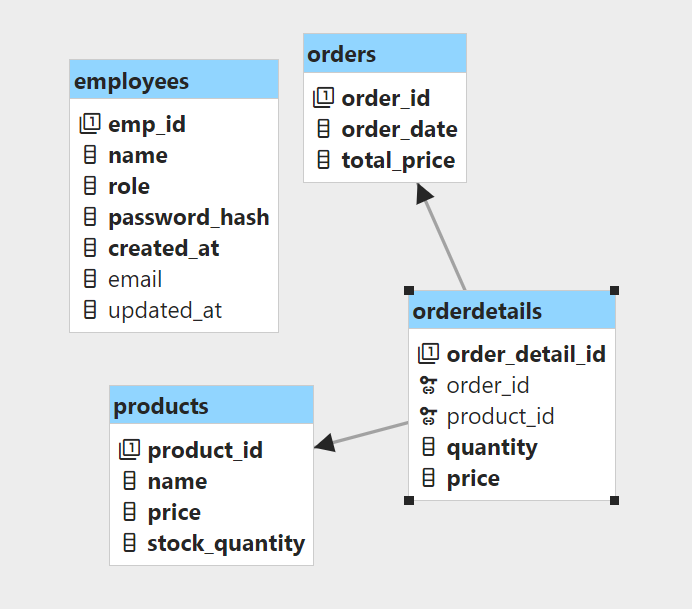 employees
emp_id
name
role
password_hash
created_at
email
updated_at
orders
order_id
order_date
total_price
orderdetails
order_detail_id
order_id
product_id
quantity
price
products
product_id
name
price
stock_quantity